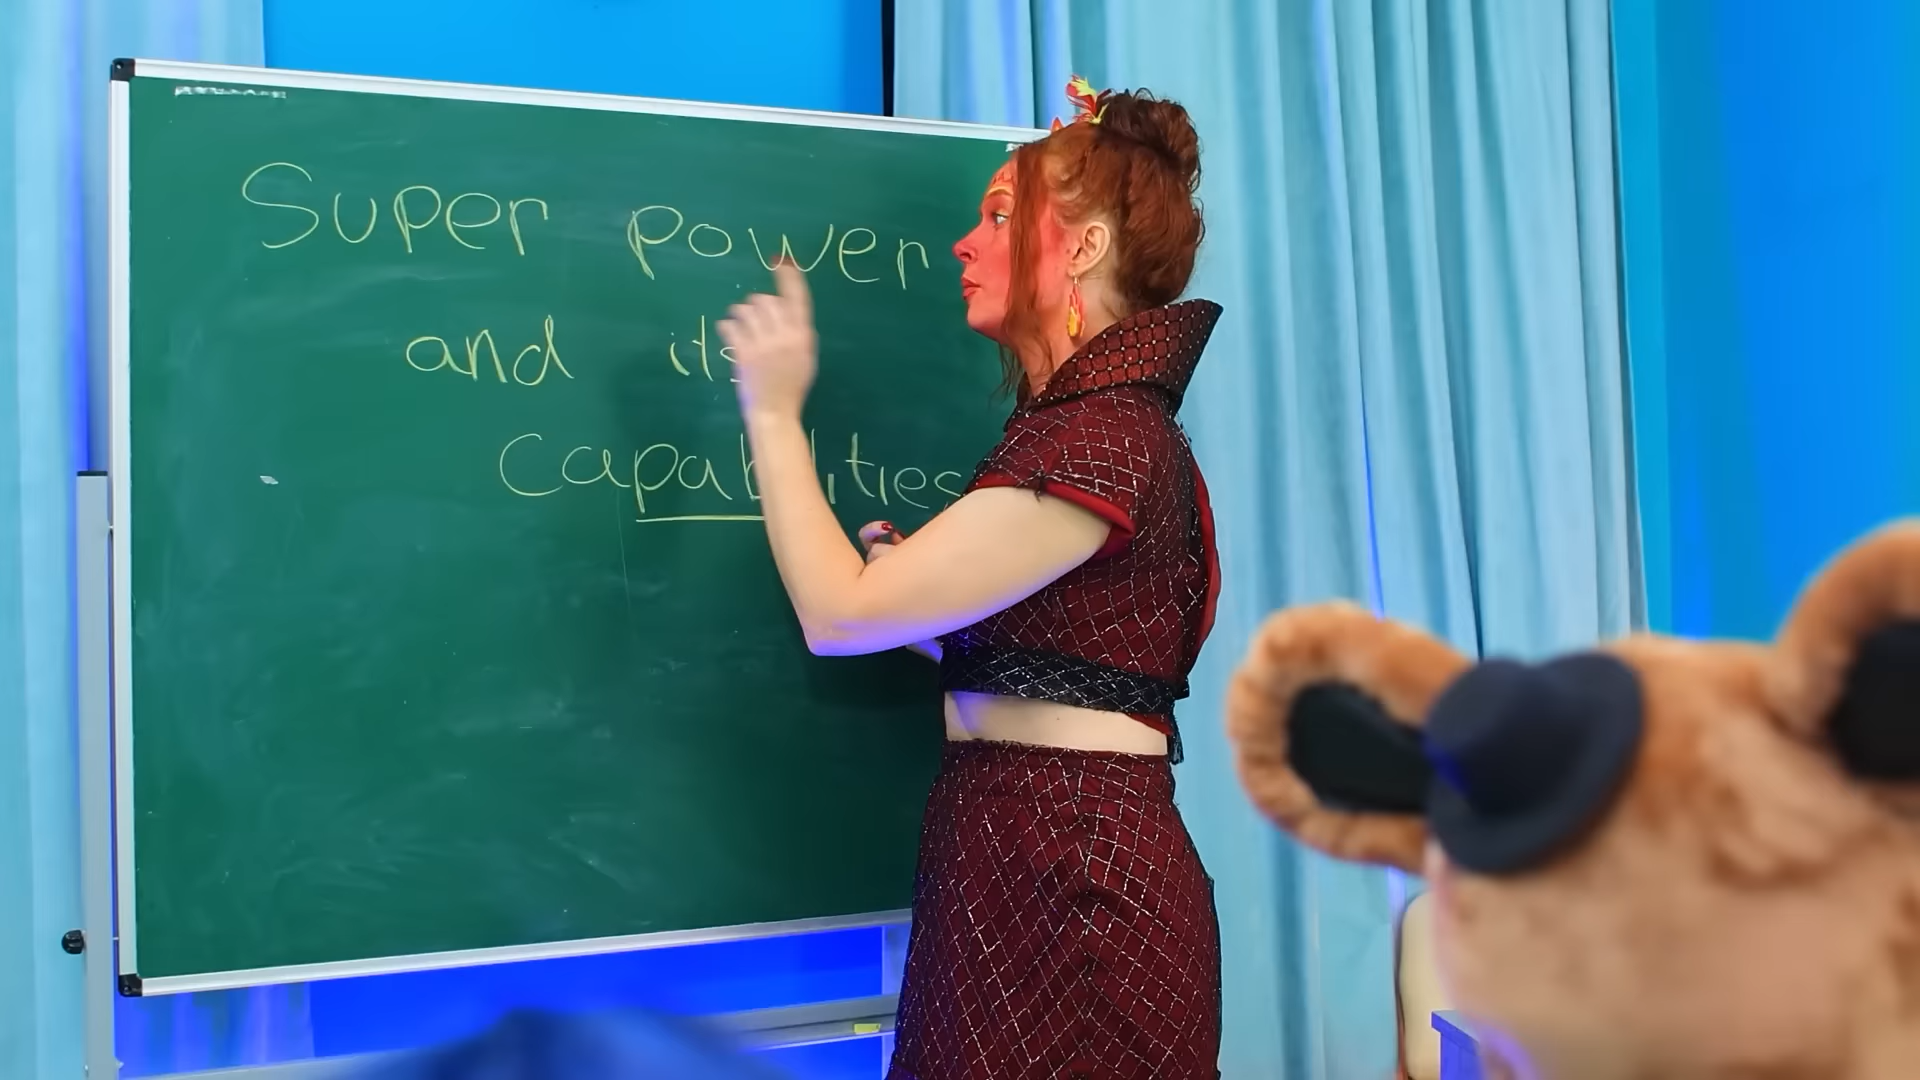 Super power
and its
capabilities